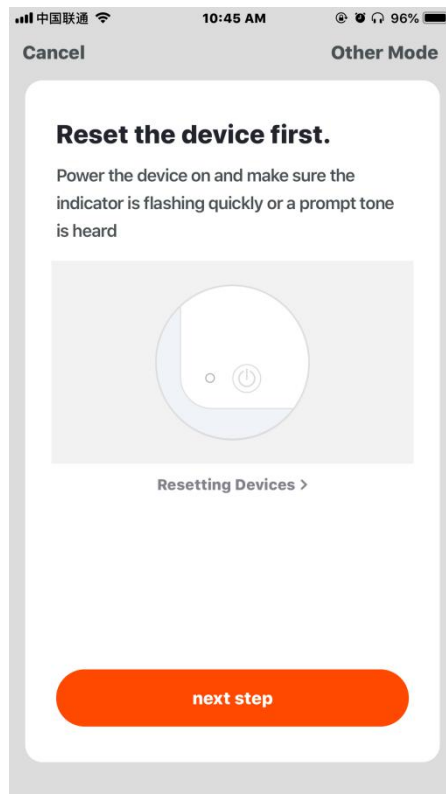 中国联通 10:45 AM 96%
Cancel Other Mode
Reset the device first.
Power the device on and make sure the
indicator is flashing quickly or a prompt tone
is heard
Resetting Devices >
next step